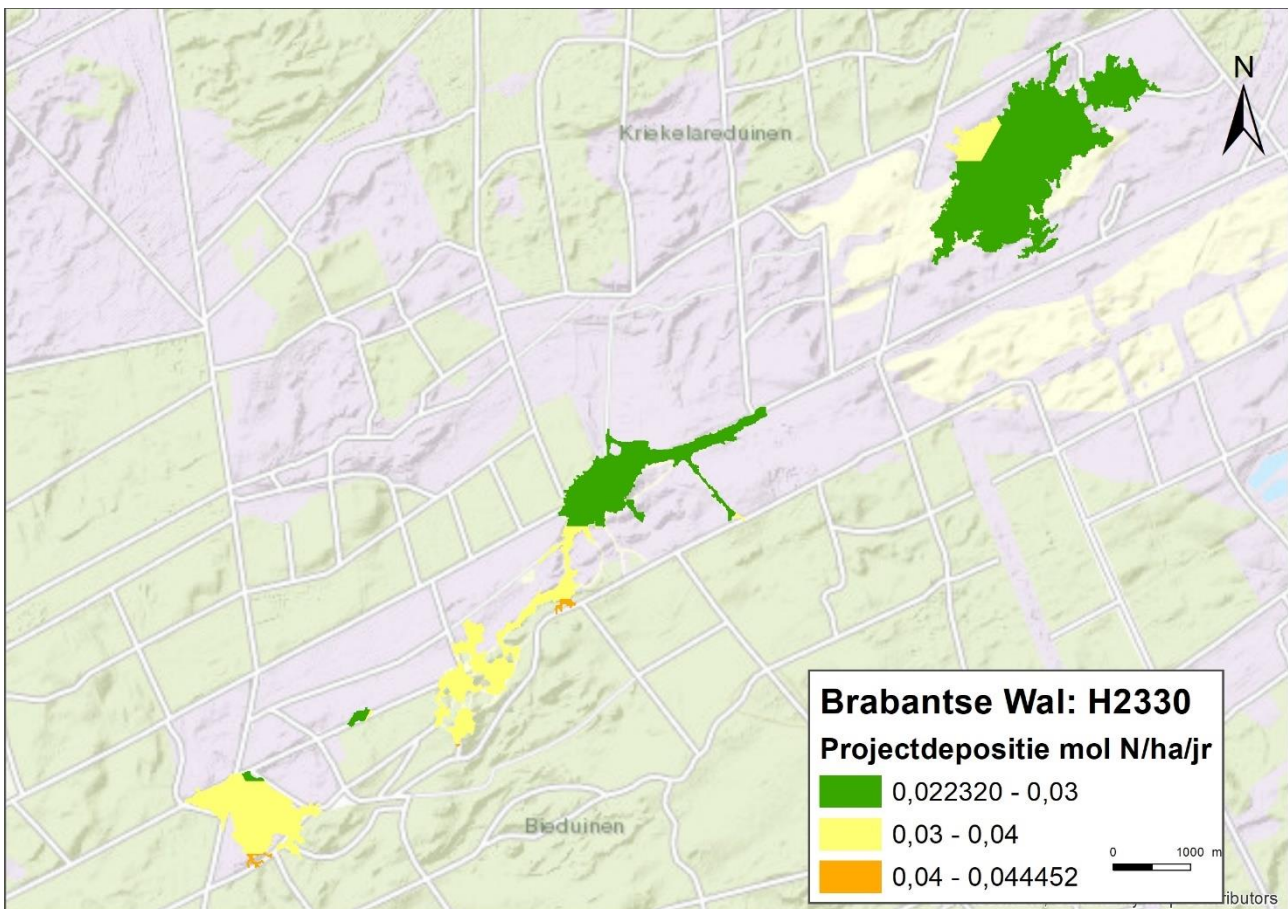 N
Kriekelareduinen
Bieduinen
Brabantse Wal: H2330
Projectdepositie mol N/ha/jr
0,022320 - 0,03
0,03 - 0,04
0,04 - 0,044452
0 1000 m
ributors